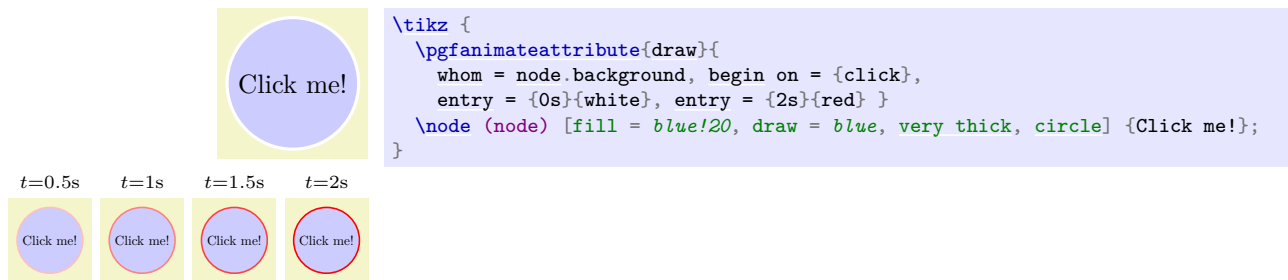 Click me!
\tikz {
  \pgfanimateattribute{draw}{
    whom = node.background, begin on = {click},
    entry = {0s}{white}, entry = {2s}{red} }
  \node (node) [fill = blue!20, draw = blue, very thick, circle] {Click me!};
}
t=0.5s t=1s t=1.5s t=2s
Click me! Click me! Click me! Click me!